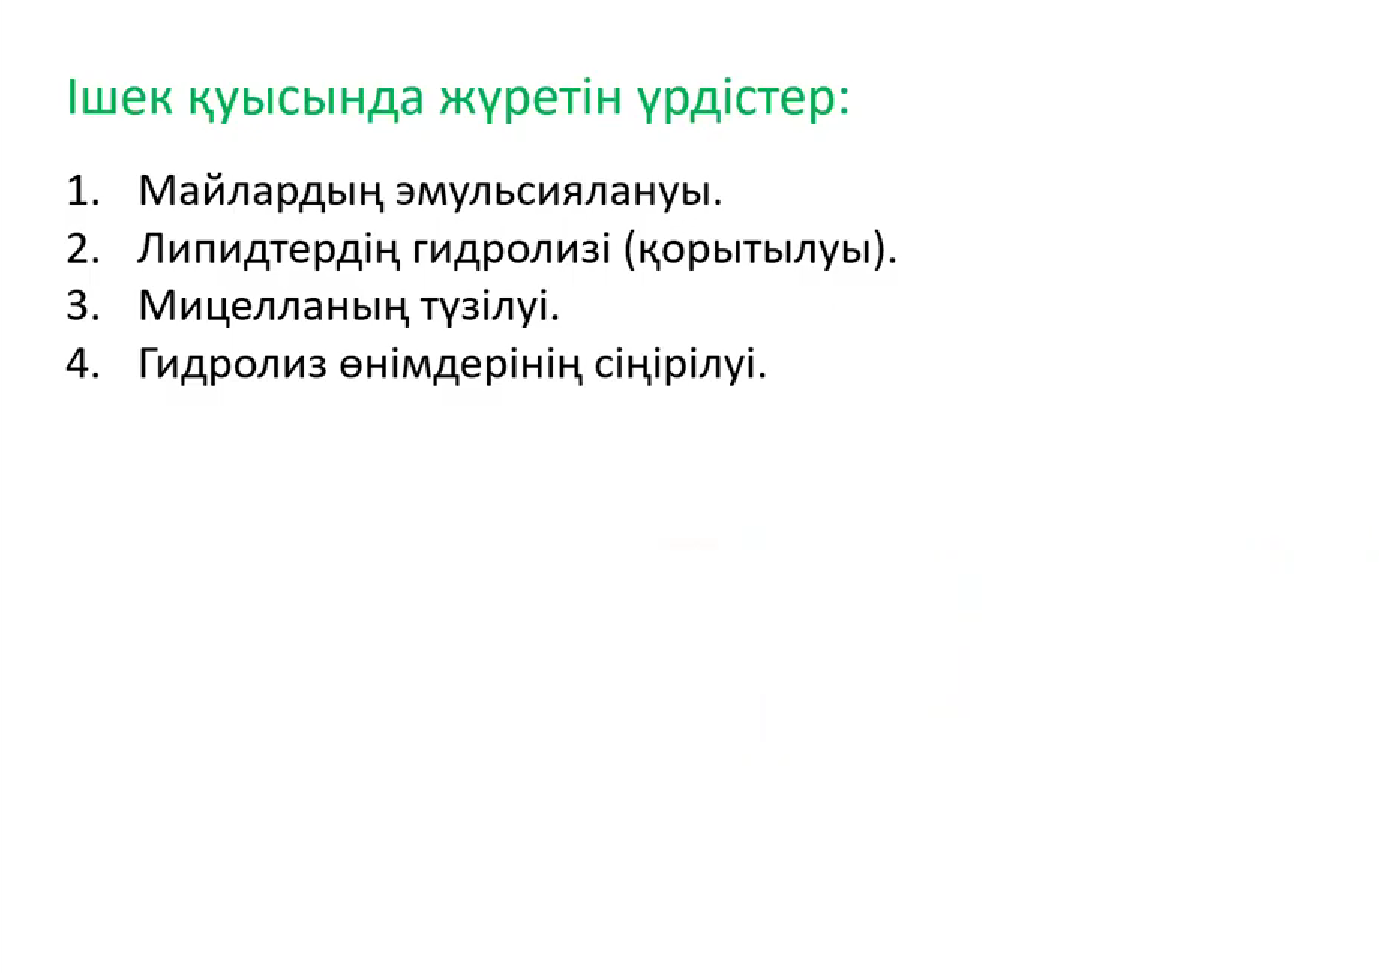 Ішек қуысында жүретін үрдістер:
1. Майлардың эмульсиялануы.
2. Липидтердің гидролизі (қорытылуы).
3. Мицелланың түзілуі.
4. Гидролиз өнімдерінің сіңірілуі.